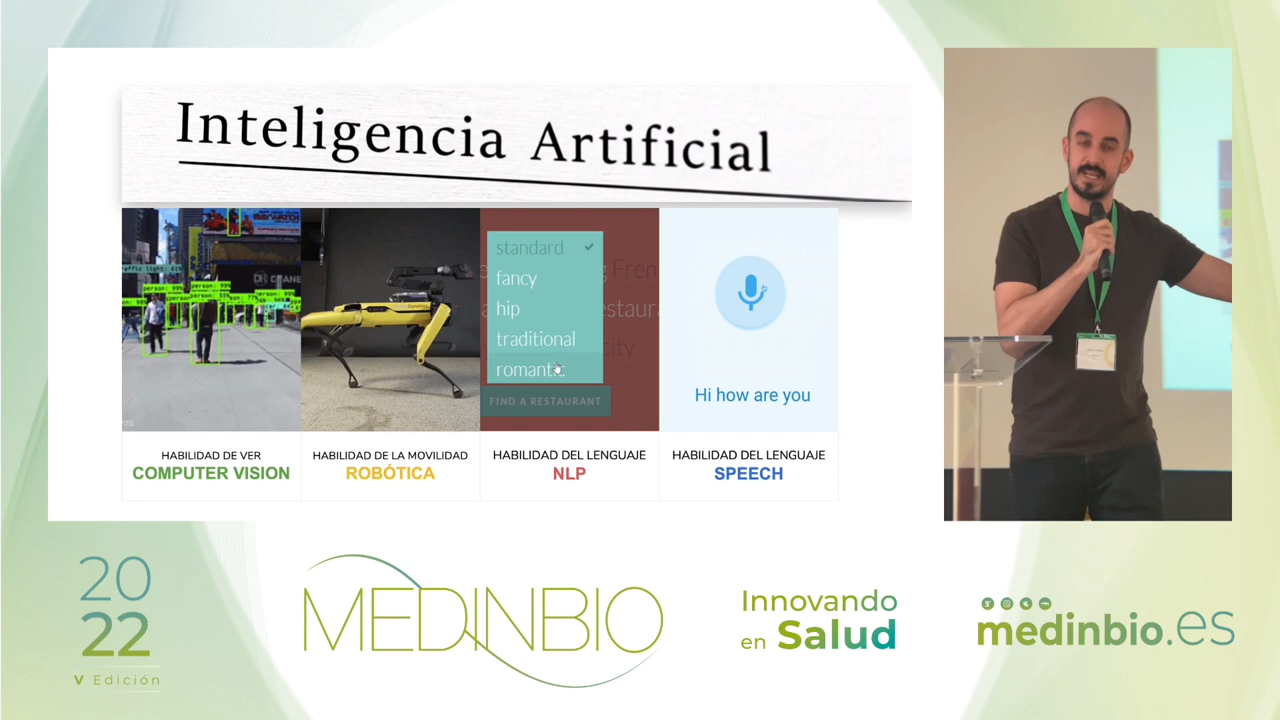 Inteligencia Artificial
standard
fancy
hip
traditional
romantic
FIND A RESTAURANT
Hi how are you
HABILIDAD DE VER
COMPUTER VISION
HABILIDAD DE LA MOVILIDAD
ROBÓTICA
HABILIDAD DEL LENGUAJE
NLP
HABILIDAD DEL LENGUAJE
SPEECH
2022
V Edición
MEDINBIO
Innovando
en Salud
medinbio.es